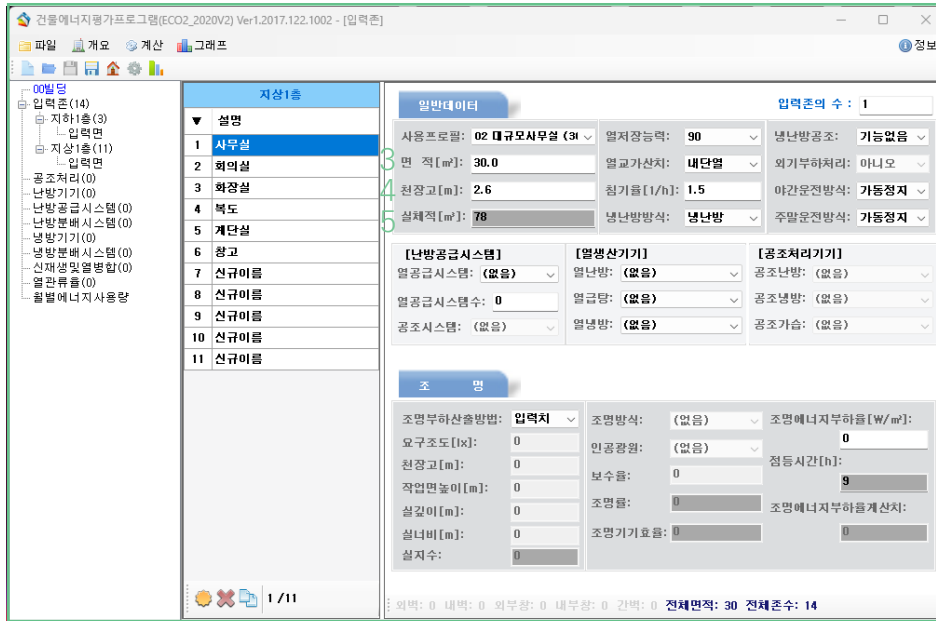 건물에너지평가프로그램(ECO2_2020V2) Ver1.2017.122.1002 - [입력존]
파일 개요 계산 그래프 정보
00빌딩
입력존(14)
지하1층(3)
입력면
지상1층(11)
입력면
공조처리(0)
난방기기(0)
난방공급시스템(0)
난방분배시스템(0)
냉방기기(0)
냉방분배시스템(0)
신재생및열병합(0)
열관류율(0)
월별에너지사용량
지상1층
▼ 설명
1 사무실
2 회의실
3 화장실
4 복도
5 계단실
6 창고
7 신규이름
8 신규이름
9 신규이름
10 신규이름
11 신규이름
1 /11
일반데이터 입력존의 수: 1
사용프로필: 02 대규모사무실 (30 열저장능력: 90 냉난방공조: 기능없음
3 면 적[㎡]: 30.0 열교가산치: 내단열 외기부하처리: 아니오
4 천장고[m]: 2.6 침기율[1/h]: 1.5 야간운전방식: 가동정지
5 실체적[㎥]: 78 냉난방방식: 냉난방 주말운전방식: 가동정지
[난방공급시스템] [열생산기기] [공조처리기기]
열공급시스템: (없음) 열난방: (없음) 공조난방: (없음)
열공급시스템수: 0 열급탕: (없음) 공조냉방: (없음)
공조시스템: (없음) 열냉방: (없음) 공조가습: (없음)
조 명
조명부하산출방법: 입력치 조명방식: (없음) 조명에너지부하율[W/㎡]:
요구조도[lx]: 0 인공광원: (없음) 0
천장고[m]: 0 보수율: 0 점등시간[h]:
작업면높이[m]: 0 9
실깊이[m]: 0 조명률: 0 조명에너지부하율계산치:
실너비[m]: 0 조명기기효율: 0 0
실지수: 0
외벽: 0 내벽: 0 외부창: 0 내부창: 0 간벽: 0 전체면적: 30 전체존수: 14